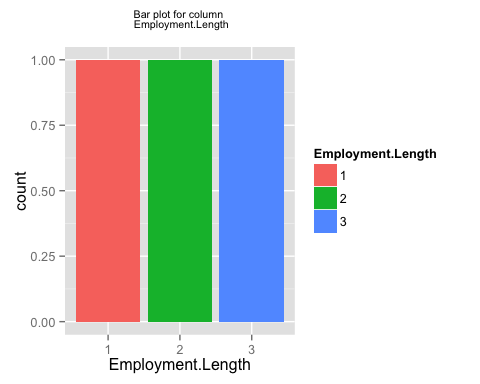 Bar plot for column
Employment.Length
1.00
0.75
0.50
0.25
0.00
count
1 2 3
Employment.Length
Employment.Length
1
2
3